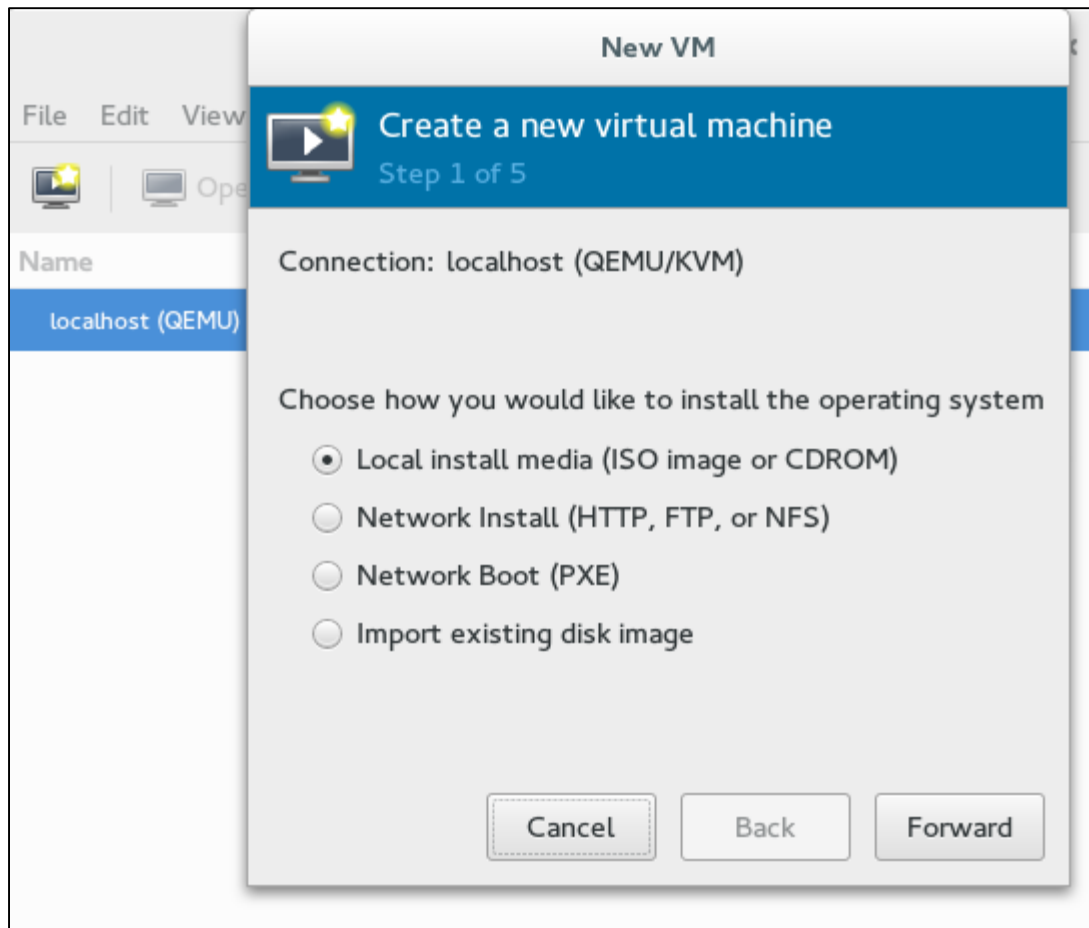 New VM
File Edit View
Create a new virtual machine
Step 1 of 5
Ope
Name
Connection: localhost (QEMU/KVM)
localhost (QEMU)
Choose how you would like to install the operating system
Local install media (ISO image or CDROM)
Network Install (HTTP, FTP, or NFS)
Network Boot (PXE)
Import existing disk image
Cancel Back Forward